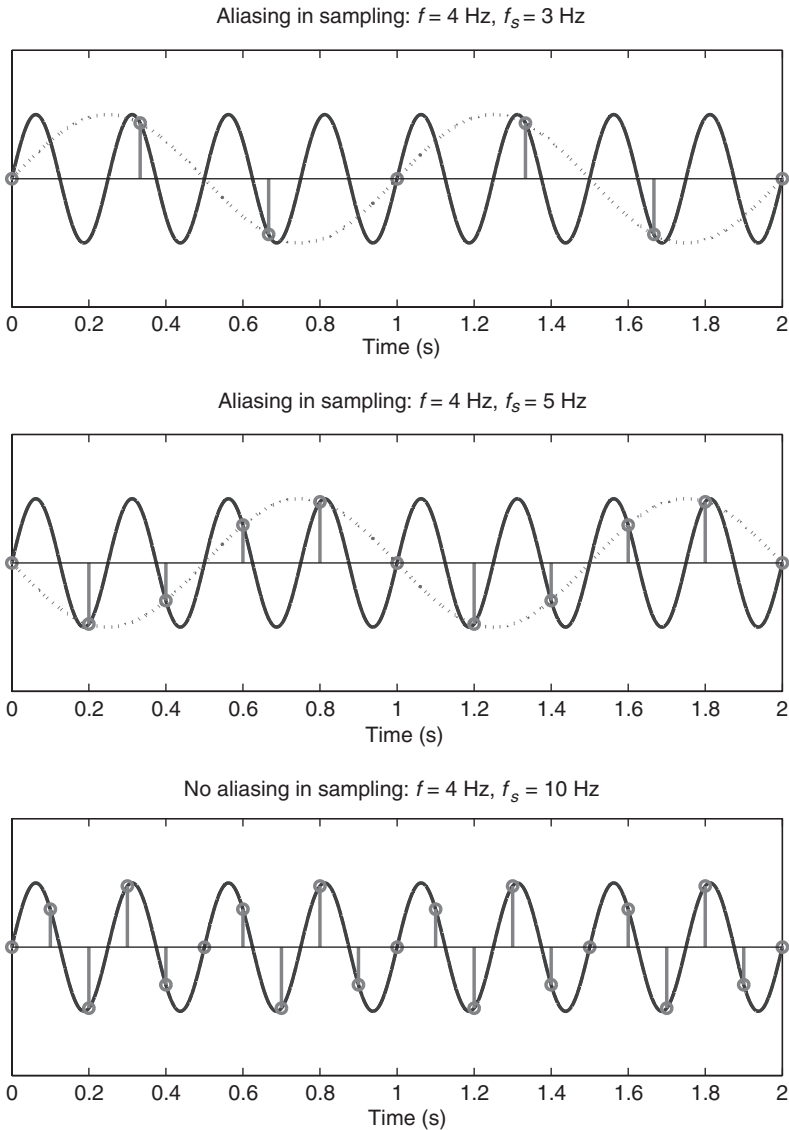 Aliasing in sampling: f = 4 Hz, fs = 3 Hz
0 0.2 0.4 0.6 0.8 1 1.2 1.4 1.6 1.8 2
Time (s)
Aliasing in sampling: f = 4 Hz, fs = 5 Hz
0 0.2 0.4 0.6 0.8 1 1.2 1.4 1.6 1.8 2
Time (s)
No aliasing in sampling: f = 4 Hz, fs = 10 Hz
0 0.2 0.4 0.6 0.8 1 1.2 1.4 1.6 1.8 2
Time (s)